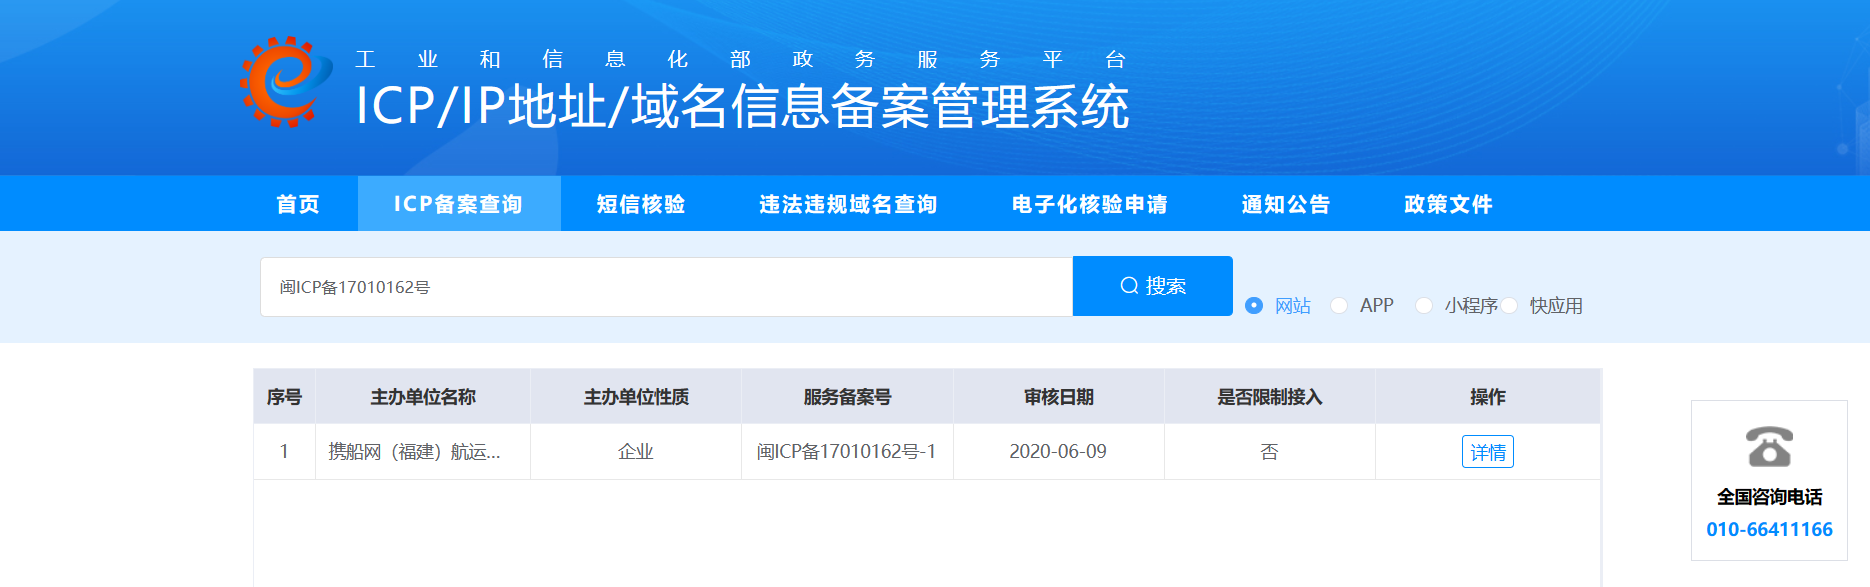 工业和信息化部政务服务平台
ICP/IP地址/域名信息备案管理系统
首页 ICP备案查询 短信核验 违法违规域名查询 电子化核验申请 通知公告 政策文件
闽ICP备17010162号 搜索 网站 APP 小程序 快应用
序号 主办单位名称 主办单位性质 服务备案号 审核日期 是否限制接入 操作
1 携船网（福建）航运... 企业 闽ICP备17010162号-1 2020-06-09 否 详情
全国咨询电话
010-66411166